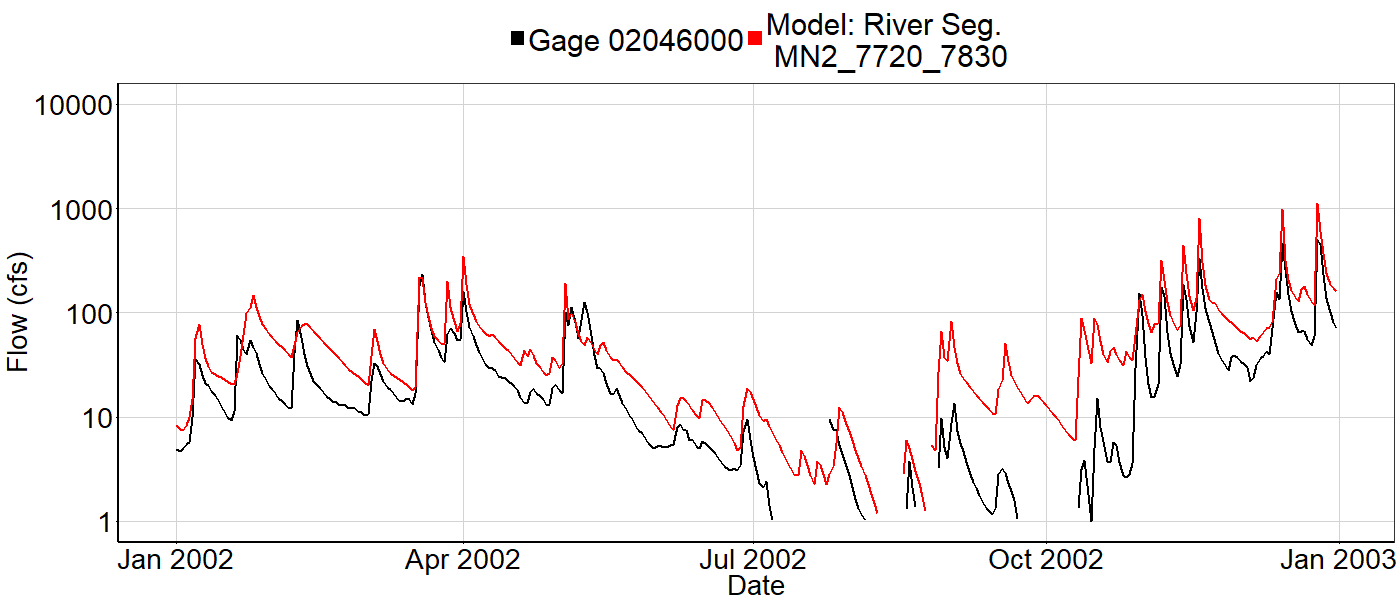 Gage 02046000
Model: River Seg.
MN2_7720_7830
10000
1000
100
10
1
Flow (cfs)
Jan 2002
Apr 2002
Jul 2002
Oct 2002
Jan 2003
Date